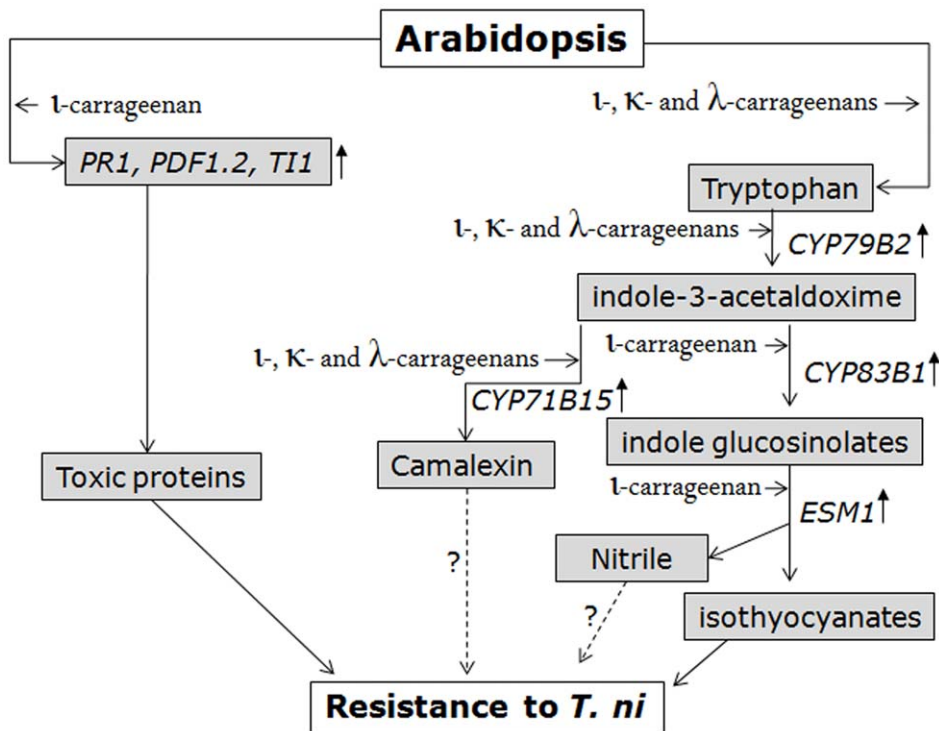 Arabidopsis
ι-carrageenan
ι-, κ- and λ-carrageenans
PR1, PDF1.2, TI1
Tryptophan
ι-, κ- and λ-carrageenans
CYP79B2
indole-3-acetaldoxime
ι-, κ- and λ-carrageenans
ι-carrageenan
CYP83B1
CYP71B15
Toxic proteins
Camalexin
indole glucosinolates
ι-carrageenan
ESM1
?
Nitrile
?
isothyocyanates
Resistance to T. ni